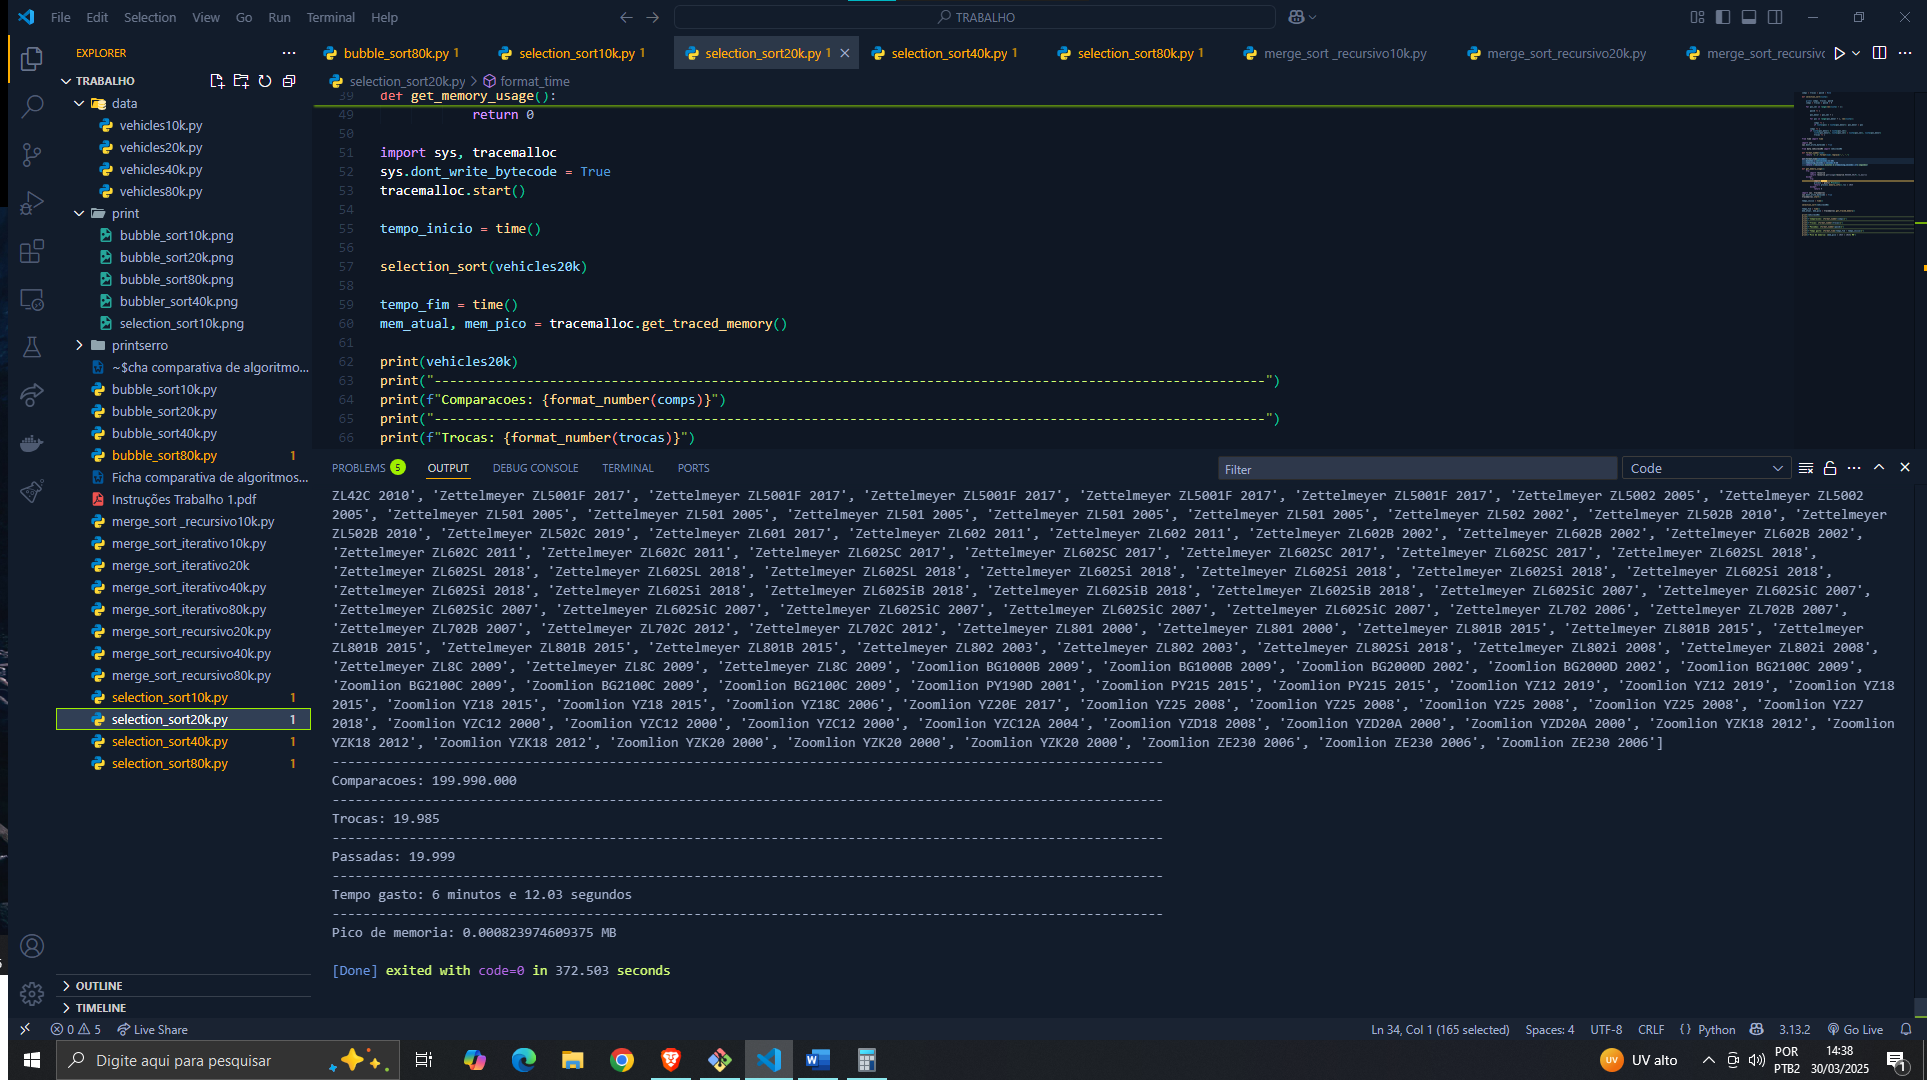 File Edit Selection View Go Run Terminal Help
TRABALHO
EXPLORER
TRABALHO
data
vehicles10k.py
vehicles20k.py
vehicles40k.py
vehicles80k.py
print
bubble_sort10k.png
bubble_sort20k.png
bubble_sort80k.png
bubbler_sort40k.png
selection_sort10k.png
printserro
~$cha comparativa de algoritmo...
bubble_sort10k.py
bubble_sort20k.py
bubble_sort40k.py
bubble_sort80k.py 1
Ficha comparativa de algoritmos...
Instruções Trabalho 1.pdf
merge_sort _recursivo10k.py
merge_sort_iterativo10k.py
merge_sort_iterativo20k
merge_sort_iterativo40k.py
merge_sort_iterativo80k.py
merge_sort_recursivo20k.py
merge_sort_recursivo40k.py
merge_sort_recursivo80k.py
selection_sort10k.py 1
selection_sort20k.py 1
selection_sort40k.py 1
selection_sort80k.py 1
OUTLINE
TIMELINE
bubble_sort80k.py 1 selection_sort10k.py 1 selection_sort20k.py 1 selection_sort40k.py 1 selection_sort80k.py 1 merge_sort _recursivo10k.py merge_sort_recursivo20k.py merge_sort_recursivo
selection_sort20k.py > format_time
39 def get_memory_usage():
49 return 0
50
51 import sys, tracemalloc
52 sys.dont_write_bytecode = True
53 tracemalloc.start()
54
55 tempo_inicio = time()
56
57 selection_sort(vehicles20k)
58
59 tempo_fim = time()
60 mem_atual, mem_pico = tracemalloc.get_traced_memory()
61
62 print(vehicles20k)
63 print("------------------------------------------------------------------------------------------------------------")
64 print(f"Comparacoes: {format_number(comps)}")
65 print("------------------------------------------------------------------------------------------------------------")
66 print(f"Trocas: {format_number(trocas)}")
PROBLEMS 5 OUTPUT DEBUG CONSOLE TERMINAL PORTS Filter Code
ZL42C 2010', 'Zettelmeyer ZL5001F 2017', 'Zettelmeyer ZL5001F 2017', 'Zettelmeyer ZL5001F 2017', 'Zettelmeyer ZL5001F 2017', 'Zettelmeyer ZL5001F 2017', 'Zettelmeyer ZL5002 2005', 'Zettelmeyer ZL5002
2005', 'Zettelmeyer ZL501 2005', 'Zettelmeyer ZL501 2005', 'Zettelmeyer ZL501 2005', 'Zettelmeyer ZL501 2005', 'Zettelmeyer ZL501 2005', 'Zettelmeyer ZL502 2002', 'Zettelmeyer ZL502B 2010', 'Zettelmeyer
ZL502B 2010', 'Zettelmeyer ZL502C 2019', 'Zettelmeyer ZL601 2017', 'Zettelmeyer ZL602 2011', 'Zettelmeyer ZL602 2011', 'Zettelmeyer ZL602B 2002', 'Zettelmeyer ZL602B 2002', 'Zettelmeyer ZL602B 2002',
'Zettelmeyer ZL602C 2011', 'Zettelmeyer ZL602C 2011', 'Zettelmeyer ZL602C 2011', 'Zettelmeyer ZL602SC 2017', 'Zettelmeyer ZL602SC 2017', 'Zettelmeyer ZL602SC 2017', 'Zettelmeyer ZL602SL 2018',
'Zettelmeyer ZL602SL 2018', 'Zettelmeyer ZL602SL 2018', 'Zettelmeyer ZL602SL 2018', 'Zettelmeyer ZL602Si 2018', 'Zettelmeyer ZL602Si 2018', 'Zettelmeyer ZL602Si 2018', 'Zettelmeyer ZL602Si 2018',
'Zettelmeyer ZL602Si 2018', 'Zettelmeyer ZL602Si 2018', 'Zettelmeyer ZL602SiB 2018', 'Zettelmeyer ZL602SiB 2018', 'Zettelmeyer ZL602SiB 2018', 'Zettelmeyer ZL602SiC 2007', 'Zettelmeyer ZL602SiC 2007',
'Zettelmeyer ZL602SiC 2007', 'Zettelmeyer ZL602SiC 2007', 'Zettelmeyer ZL602SiC 2007', 'Zettelmeyer ZL602SiC 2007', 'Zettelmeyer ZL602SiC 2007', 'Zettelmeyer ZL702 2006', 'Zettelmeyer ZL702B 2007',
'Zettelmeyer ZL702B 2007', 'Zettelmeyer ZL702C 2012', 'Zettelmeyer ZL702C 2012', 'Zettelmeyer ZL801 2000', 'Zettelmeyer ZL801 2000', 'Zettelmeyer ZL801B 2015', 'Zettelmeyer ZL801B 2015', 'Zettelmeyer
ZL801B 2015', 'Zettelmeyer ZL801B 2015', 'Zettelmeyer ZL801B 2015', 'Zettelmeyer ZL802 2003', 'Zettelmeyer ZL802 2003', 'Zettelmeyer ZL802Si 2018', 'Zettelmeyer ZL802i 2008', 'Zettelmeyer ZL802i 2008',
'Zettelmeyer ZL8C 2009', 'Zettelmeyer ZL8C 2009', 'Zettelmeyer ZL8C 2009', 'Zoomlion BG1000B 2009', 'Zoomlion BG1000B 2009', 'Zoomlion BG2000D 2002', 'Zoomlion BG2000D 2002', 'Zoomlion BG2100C 2009',
'Zoomlion BG2100C 2009', 'Zoomlion BG2100C 2009', 'Zoomlion BG2100C 2009', 'Zoomlion PY190D 2001', 'Zoomlion PY215 2015', 'Zoomlion PY215 2015', 'Zoomlion YZ12 2019', 'Zoomlion YZ12 2019', 'Zoomlion YZ18
2015', 'Zoomlion YZ18 2015', 'Zoomlion YZ18 2015', 'Zoomlion YZ18C 2006', 'Zoomlion YZ20E 2017', 'Zoomlion YZ25 2008', 'Zoomlion YZ25 2008', 'Zoomlion YZ25 2008', 'Zoomlion YZ25 2008', 'Zoomlion YZ27
2018', 'Zoomlion YZC12 2000', 'Zoomlion YZC12 2000', 'Zoomlion YZC12 2000', 'Zoomlion YZC12A 2004', 'Zoomlion YZD18 2008', 'Zoomlion YZD20A 2000', 'Zoomlion YZD20A 2000', 'Zoomlion YZK18 2012', 'Zoomlion
YZK18 2012', 'Zoomlion YZK18 2012', 'Zoomlion YZK20 2000', 'Zoomlion YZK20 2000', 'Zoomlion YZK20 2000', 'Zoomlion ZE230 2006', 'Zoomlion ZE230 2006', 'Zoomlion ZE230 2006']
------------------------------------------------------------------------------------------------------------
Comparacoes: 199.990.000
------------------------------------------------------------------------------------------------------------
Trocas: 19.985
------------------------------------------------------------------------------------------------------------
Passadas: 19.999
------------------------------------------------------------------------------------------------------------
Tempo gasto: 6 minutos e 12.03 segundos
------------------------------------------------------------------------------------------------------------
Pico de memoria: 0.000823974609375 MB
[Done] exited with code=0 in 372.503 seconds
0 5 Live Share Ln 34, Col 1 (165 selected) Spaces: 4 UTF-8 CRLF {} Python 3.13.2 Go Live
Digite aqui para pesquisar
UV UV alto
POR
PTB2
14:38
30/03/2025
1